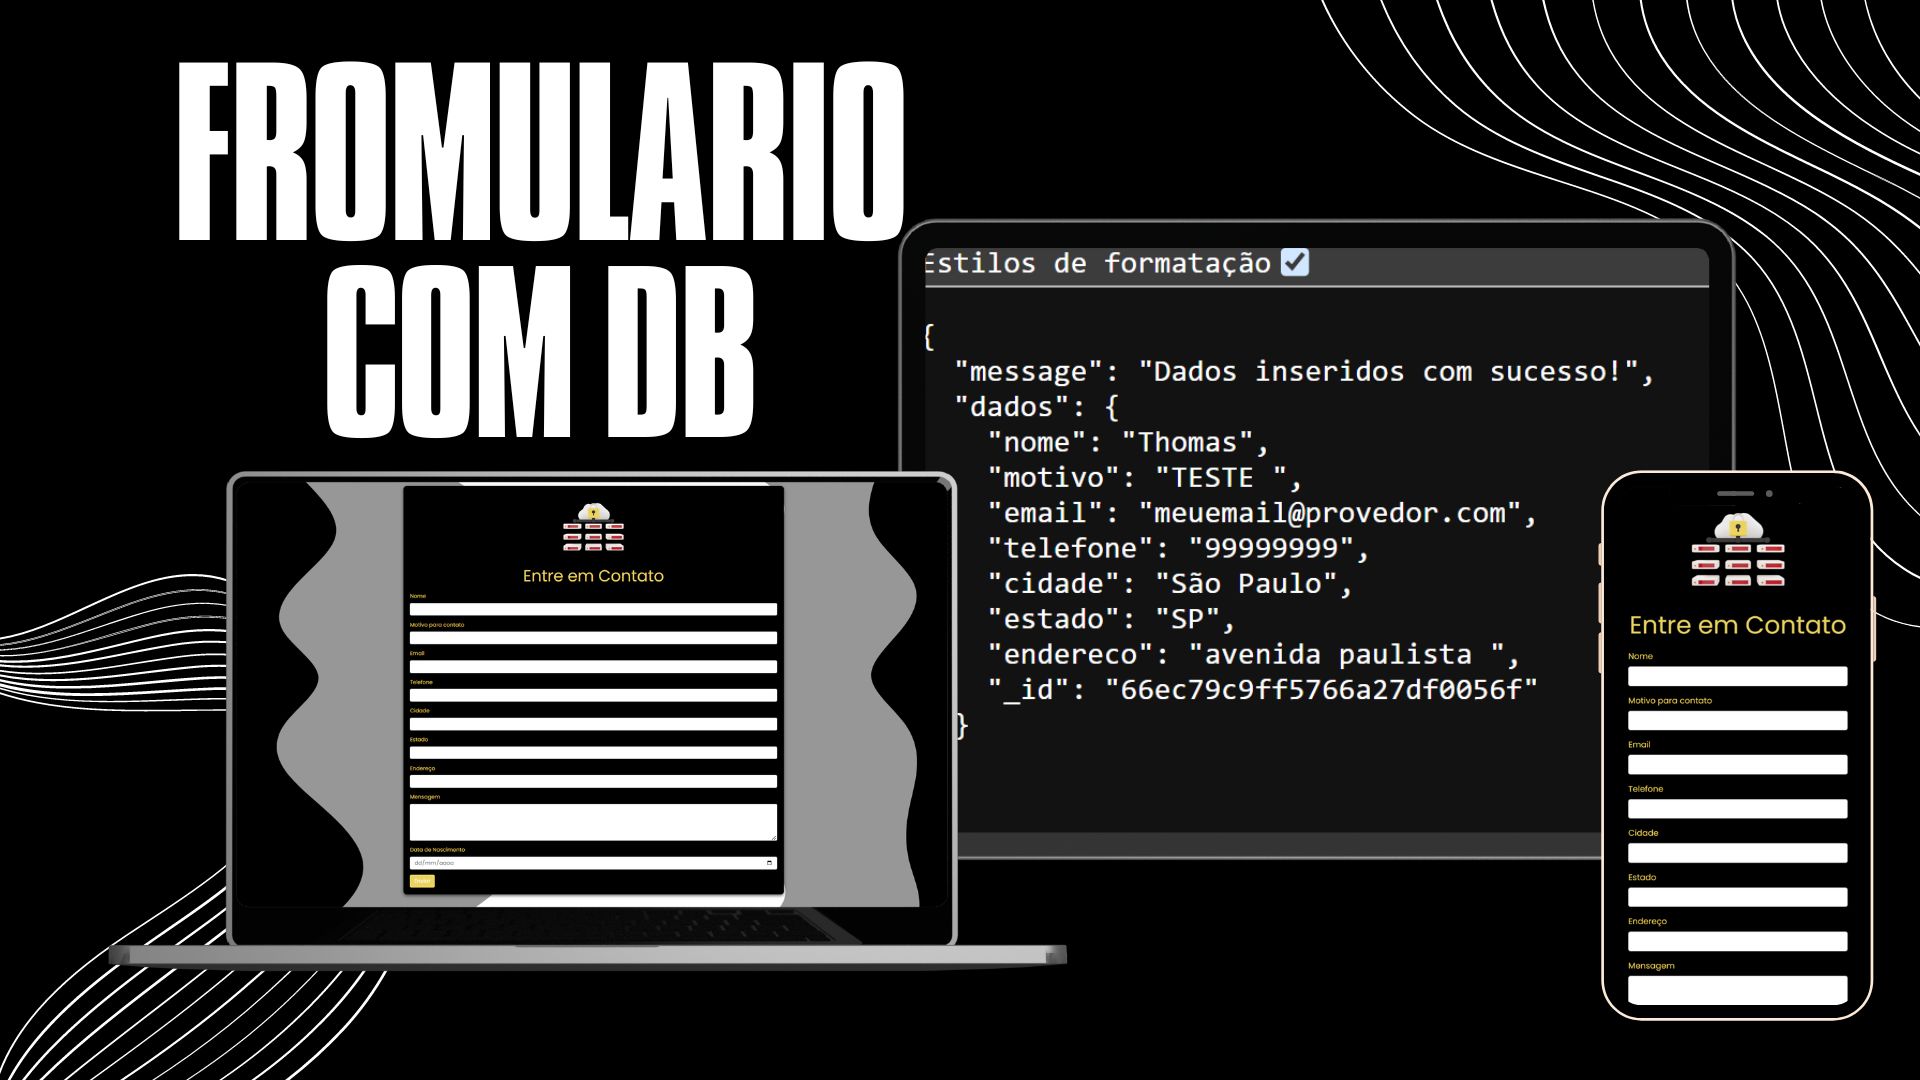 FROMULARIO
COM DB
Estilos de formatação
{
"message": "Dados inseridos com sucesso!",
"dados": {
"nome": "Thomas",
"motivo": "TESTE ",
"email": "meuemail@provedor.com",
"telefone": "99999999",
"cidade": "São Paulo",
"estado": "SP",
"endereco": "avenida paulista ",
"_id": "66ec79c9ff5766a27df0056f"
}
Entre em Contato
Nome
Motivo para contato
Email
Telefone
Cidade
Estado
Endereço
Mensagem
Data de Nascimento
dd/mm/aaaa
Enviar
Entre em Contato
Nome
Motivo para contato
Email
Telefone
Cidade
Estado
Endereço
Mensagem